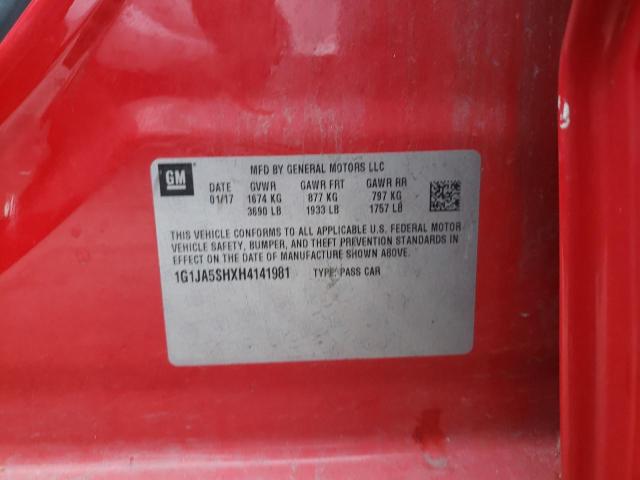 GM MFD BY GENERAL MOTORS LLC
DATE GVWR GAWR FRT GAWR RR
01/17 1674 KG 877 KG 797 KG
3690 LB 1933 LB 1757 LB
THIS VEHICLE CONFORMS TO ALL APPLICABLE U.S. FEDERAL MOTOR
VEHICLE SAFETY, BUMPER, AND THEFT PREVENTION STANDARDS IN
EFFECT ON THE DATE OF MANUFACTURE SHOWN ABOVE.
1G1JA5SHXH4141981 TYPE: PASS CAR